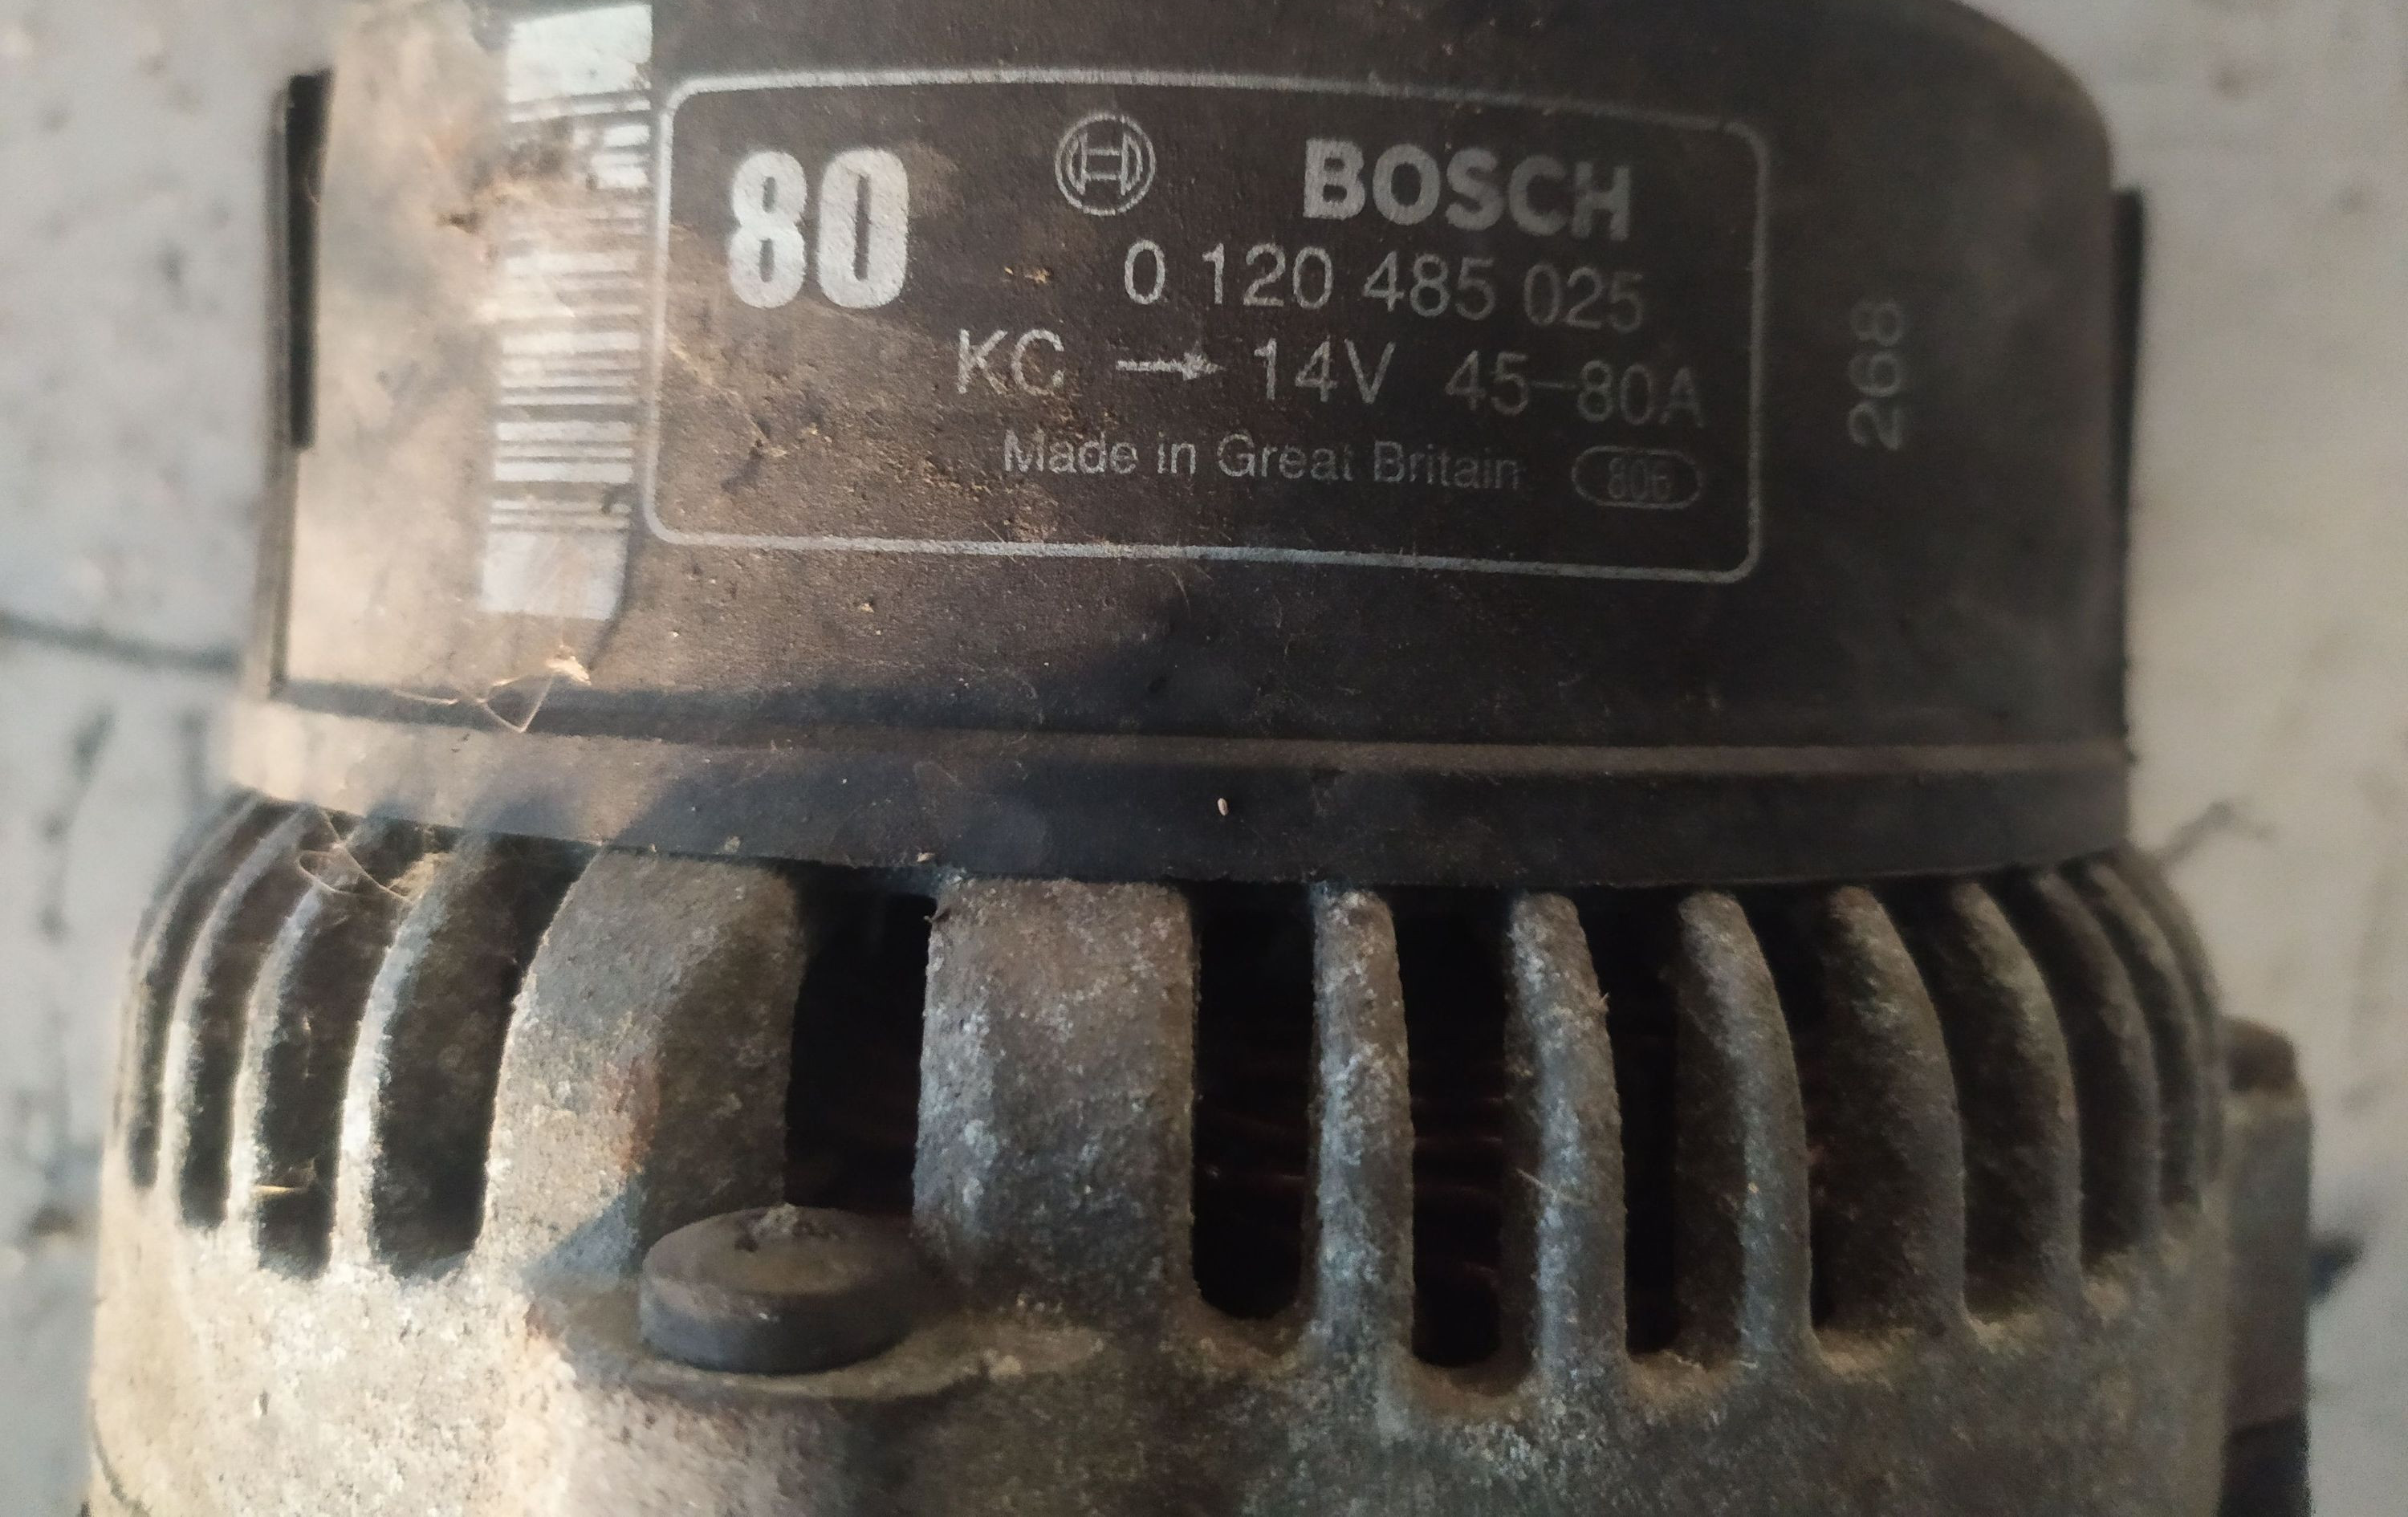 80 BOSCH
0 120 485 025
KC → 14V 45-80A
Made in Great Britain 806
268